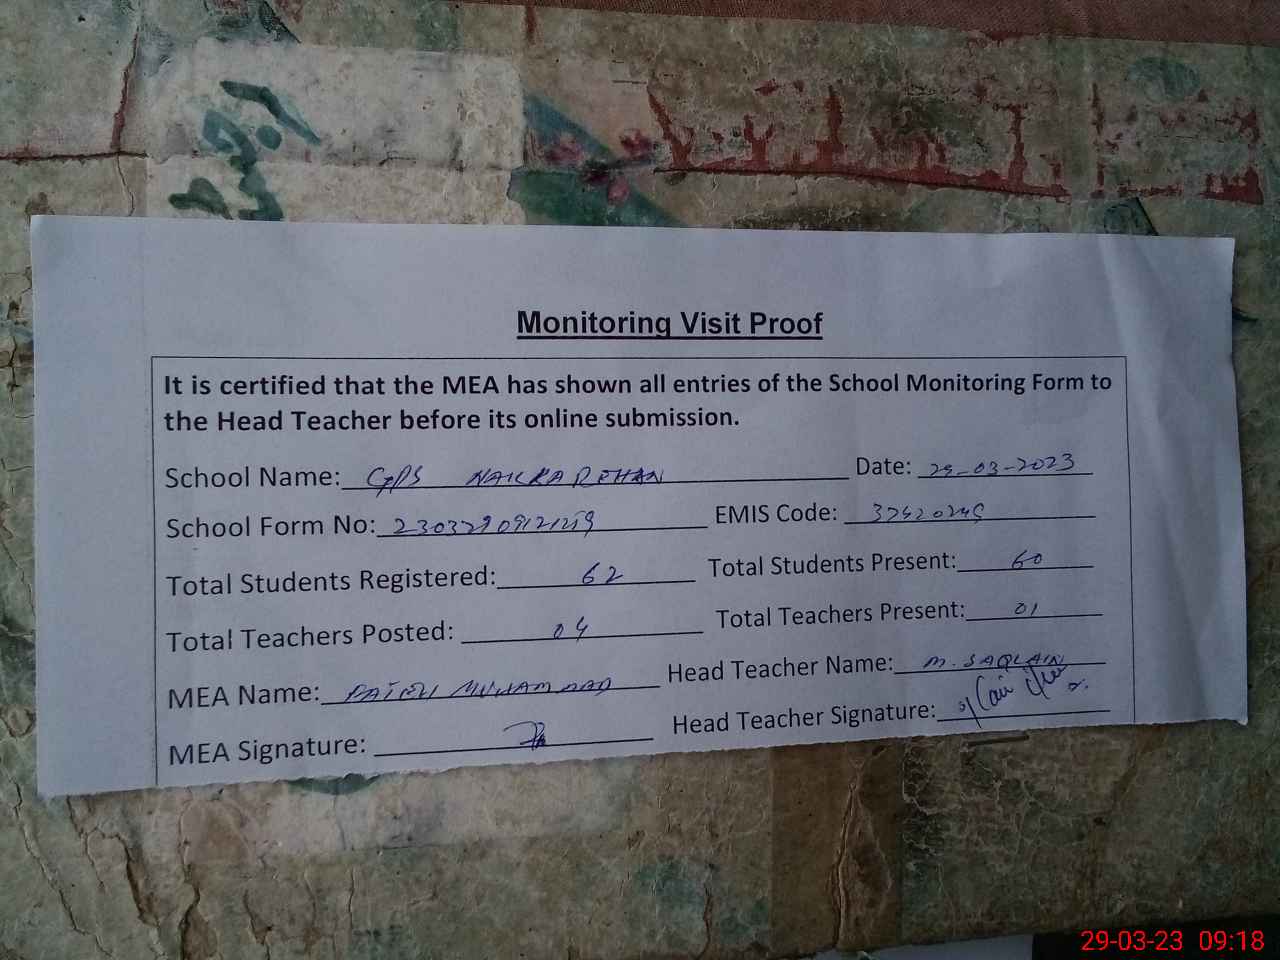 Monitoring Visit Proof
It is certified that the MEA has shown all entries of the School Monitoring Form to
the Head Teacher before its online submission.
School Name: GPS NAKKA REHAN Date: 29-03-2023
School Form No: EMIS Code:
Total Students Registered: 62 Total Students Present: 60
Total Teachers Posted: 04 Total Teachers Present: 01
MEA Name: Head Teacher Name: M. SAQLAIN
MEA Signature: Head Teacher Signature:
29-03-23 09:18